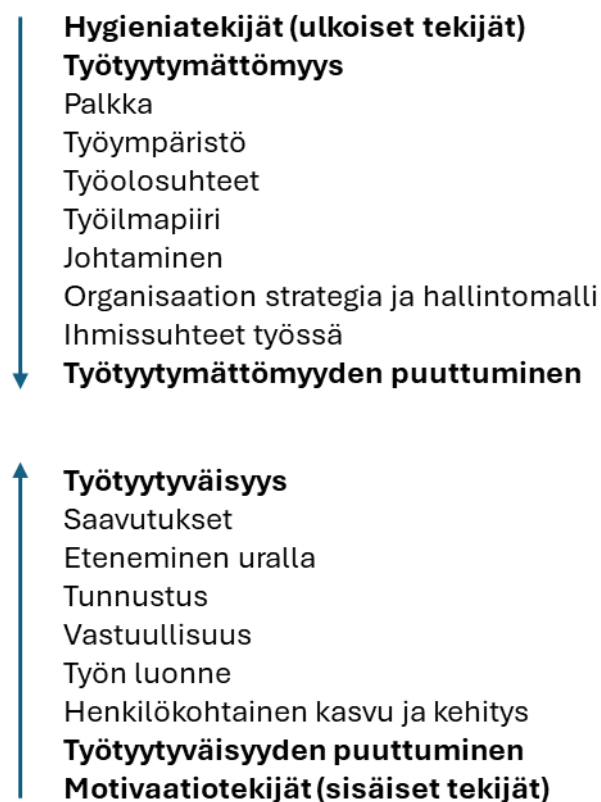 Hygieniatekijät (ulkoiset tekijät)
Työtyytymättömyys
Palkka
Työympäristö
Työolosuhteet
Työilmapiiri
Johtaminen
Organisaation strategia ja hallintomalli
Ihmissuhteet työssä
Työtyytymättömyyden puuttuminen
Työtyytyväisyys
Saavutukset
Eteneminen uralla
Tunnustus
Vastuullisuus
Työn luonne
Henkilökohtainen kasvu ja kehitys
Työtyytyväisyyden puuttuminen
Motivaatiotekijät (sisäiset tekijät)